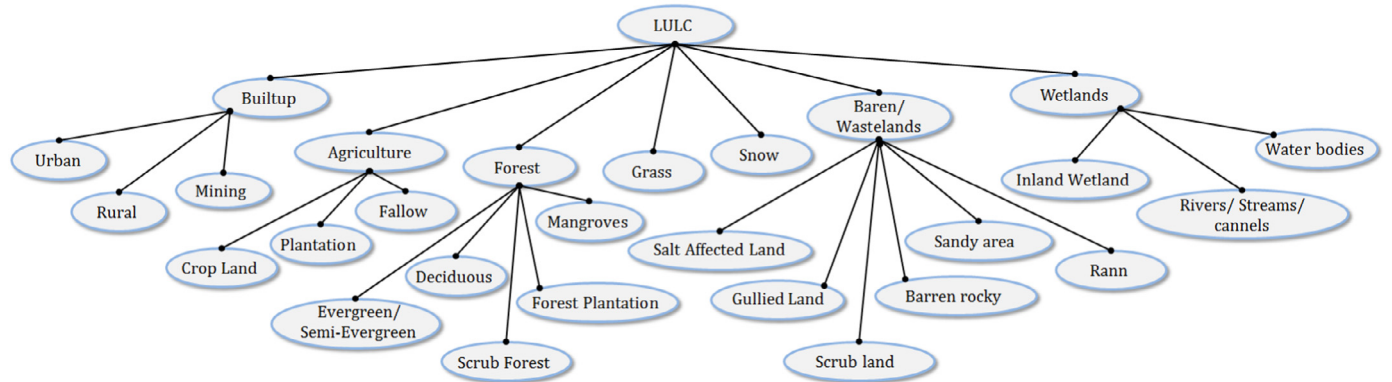 LULC
Builtup
Baren/
Wastelands
Wetlands
Urban
Agriculture
Forest
Grass
Snow
Water bodies
Inland Wetland
Rural
Mining
Fallow
Mangroves
Rivers/ Streams/
cannels
Plantation
Crop Land
Deciduous
Salt Affected Land
Sandy area
Rann
Evergreen/
Semi-Evergreen
Forest Plantation
Gullied Land
Barren rocky
Scrub Forest
Scrub land